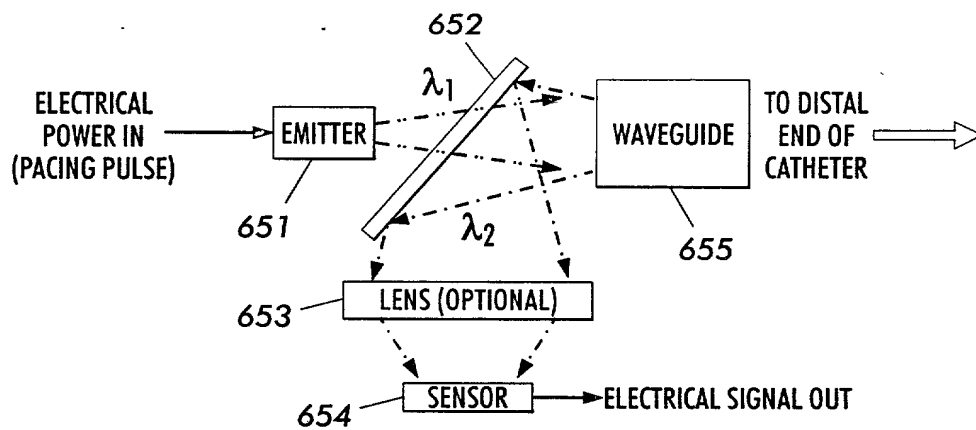 652
λ1
ELECTRICAL
POWER IN
(PACING PULSE)
EMITTER
651
WAVEGUIDE
655
TO DISTAL
END OF
CATHETER
λ2
LENS (OPTIONAL)
653
SENSOR
654
ELECTRICAL SIGNAL OUT